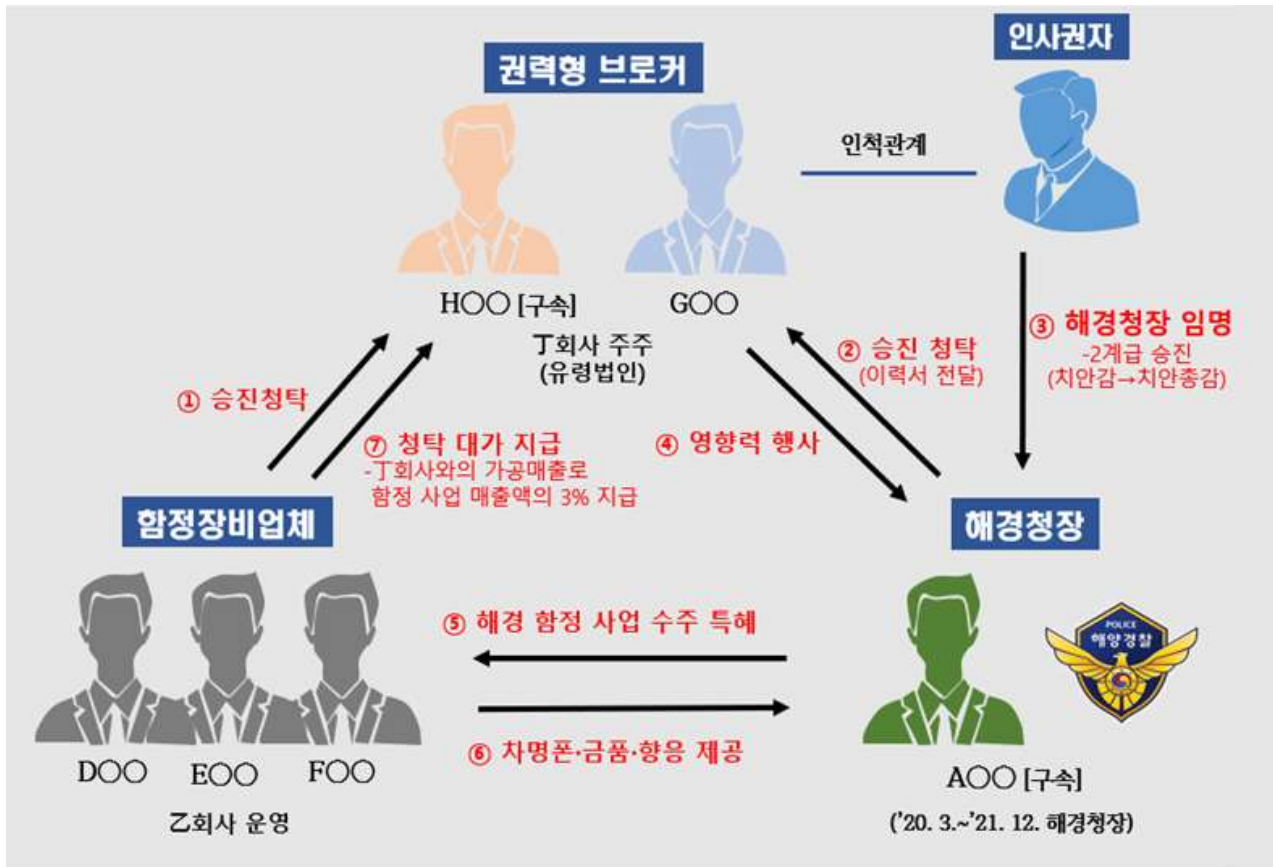 인사권자
권력형 브로커
인척관계
H○○ [구속]
G○○
丁회사 주주
(유령법인)
① 승진청탁
② 승진 청탁
(이력서 전달)
③ 해경청장 임명
-2계급 승진
(치안감→치안총감)
⑦ 청탁 대가 지급
-丁회사와의 가공매출로
함정 사업 매출액의 3% 지급
④ 영향력 행사
함정장비업체
해경청장
⑤ 해경 함정 사업 수주 특혜
POLICE
해양경찰
⑥ 차명폰·금품·향응 제공
D○○
E○○
F○○
乙회사 운영
A○○ [구속]
('20. 3.~'21. 12. 해경청장)